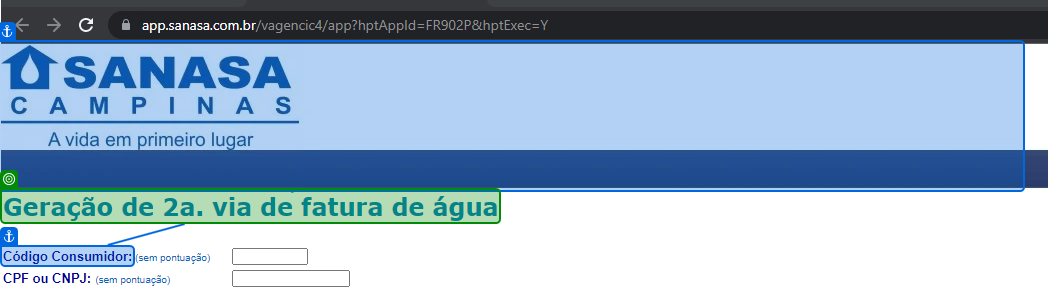 app.sanasa.com.br/vagencic4/app?hptAppId=FR902P&hptExec=Y
SANASA
CAMPINAS
A vida em primeiro lugar
Geração de 2a. via de fatura de água
Código Consumidor: (sem pontuação)
CPF ou CNPJ: (sem pontuação)